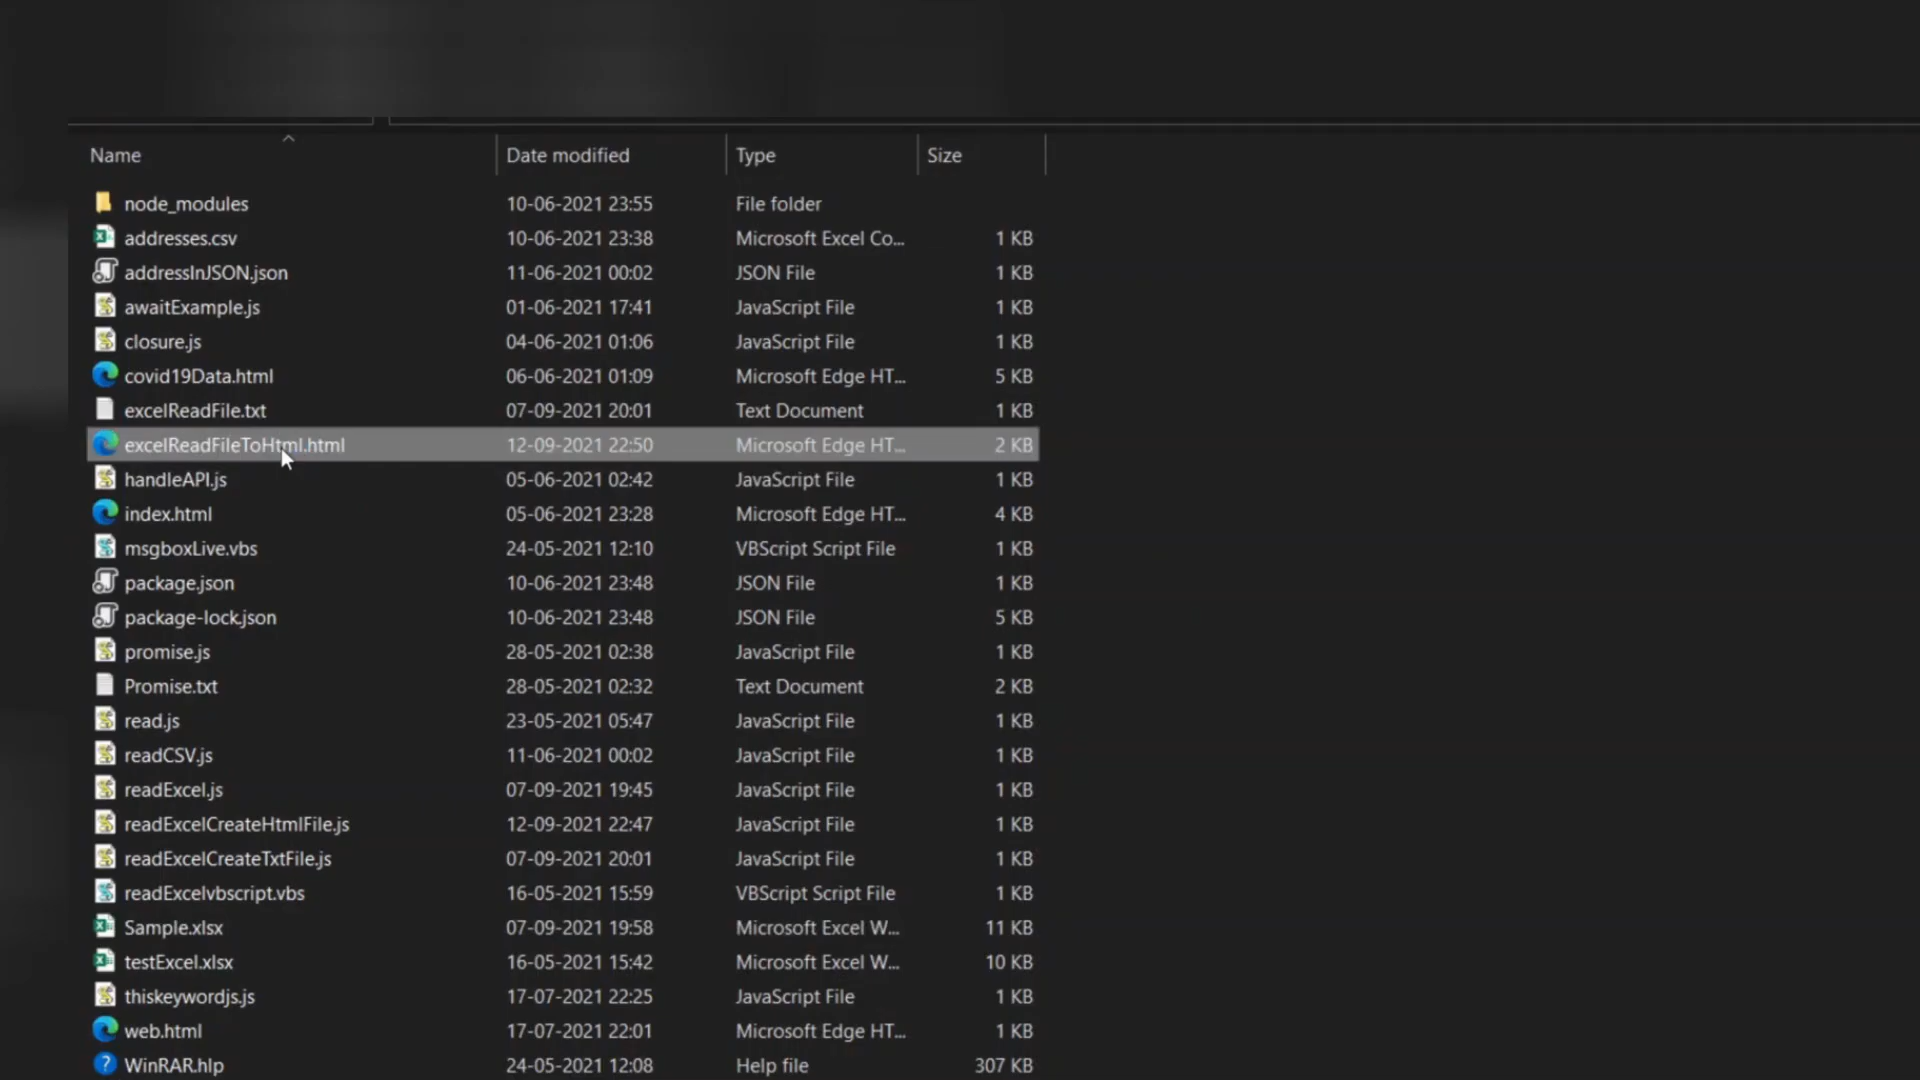 Name Date modified Type Size
node_modules 10-06-2021 23:55 File folder
addresses.csv 10-06-2021 23:38 Microsoft Excel Co... 1 KB
addressInJSON.json 11-06-2021 00:02 JSON File 1 KB
awaitExample.js 01-06-2021 17:41 JavaScript File 1 KB
closure.js 04-06-2021 01:06 JavaScript File 1 KB
covid19Data.html 06-06-2021 01:09 Microsoft Edge HT... 5 KB
excelReadFile.txt 07-09-2021 20:01 Text Document 1 KB
excelReadFileToHtml.html 12-09-2021 22:50 Microsoft Edge HT... 2 KB
handleAPI.js 05-06-2021 02:42 JavaScript File 1 KB
index.html 05-06-2021 23:28 Microsoft Edge HT... 4 KB
msgboxLive.vbs 24-05-2021 12:10 VBScript Script File 1 KB
package.json 10-06-2021 23:48 JSON File 1 KB
package-lock.json 10-06-2021 23:48 JSON File 5 KB
promise.js 28-05-2021 02:38 JavaScript File 1 KB
Promise.txt 28-05-2021 02:32 Text Document 2 KB
read.js 23-05-2021 05:47 JavaScript File 1 KB
readCSV.js 11-06-2021 00:02 JavaScript File 1 KB
readExcel.js 07-09-2021 19:45 JavaScript File 1 KB
readExcelCreateHtmlFile.js 12-09-2021 22:47 JavaScript File 1 KB
readExcelCreateTxtFile.js 07-09-2021 20:01 JavaScript File 1 KB
readExcelvbscript.vbs 16-05-2021 15:59 VBScript Script File 1 KB
Sample.xlsx 07-09-2021 19:58 Microsoft Excel W... 11 KB
testExcel.xlsx 16-05-2021 15:42 Microsoft Excel W... 10 KB
thiskeywordjs.js 17-07-2021 22:25 JavaScript File 1 KB
web.html 17-07-2021 22:01 Microsoft Edge HT... 1 KB
WinRAR.hlp 24-05-2021 12:08 Help file 307 KB